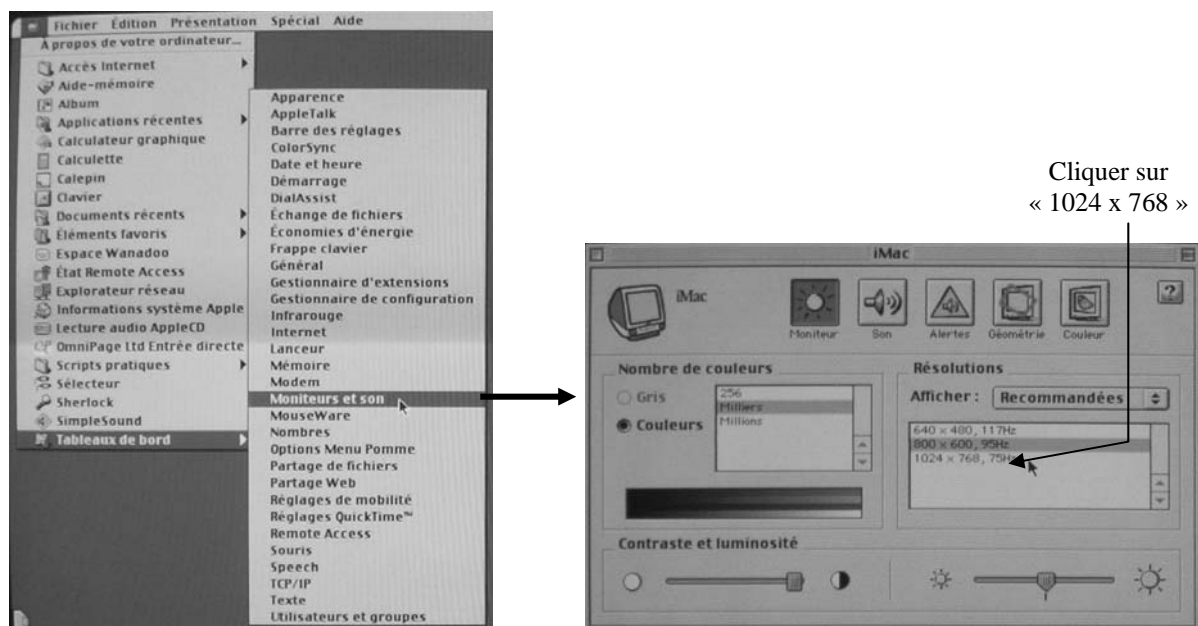 Fichier Édition Présentation Spécial Aide
A propos de votre ordinateur...
Accès Internet
Aide-mémoire
Album
Applications récentes
Calculateur graphique
Calculette
Calepin
Clavier
Documents récents
Éléments favoris
Espace Wanadoo
État Remote Access
Explorateur réseau
Informations système Apple
Lecture audio AppleCD
OmniPage Ltd Entrée directe
Scripts pratiques
Sélecteur
Sherlock
SimpleSound
Tableaux de bord
Apparence
AppleTalk
Barre des réglages
ColorSync
Date et heure
Démarrage
DialAssist
Échange de fichiers
Économies d'énergie
Frappe clavier
Général
Gestionnaire d'extensions
Gestionnaire de configuration
Infrarouge
Internet
Lanceur
Mémoire
Modem
Moniteurs et son
MouseWare
Nombres
Options Menu Pomme
Partage de fichiers
Partage Web
Réglages de mobilité
Réglages QuickTime™
Remote Access
Souris
Speech
TCP/IP
Texte
Utilisateurs et groupes
Cliquer sur
« 1024 x 768 »
iMac
iMac
Moniteur Son Alertes Géométrie Couleur
?
Nombre de couleurs
Gris
Couleurs
256
Milliers
Millions
Résolutions
Afficher : Recommandées
640 × 480, 117Hz
800 × 600, 95Hz
1024 × 768, 75Hz
Contraste et luminosité